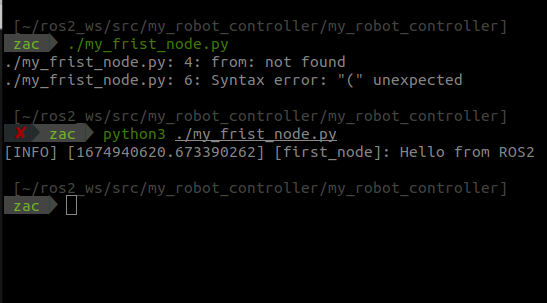 [~/ros2_ws/src/my_robot_controller/my_robot_controller]
zac ./my_frist_node.py
./my_frist_node.py: 4: from: not found
./my_frist_node.py: 6: Syntax error: "(" unexpected
[~/ros2_ws/src/my_robot_controller/my_robot_controller]
✘ zac python3 ./my_frist_node.py
[INFO] [1674940620.673390262] [first_node]: Hello from ROS2
[~/ros2_ws/src/my_robot_controller/my_robot_controller]
zac